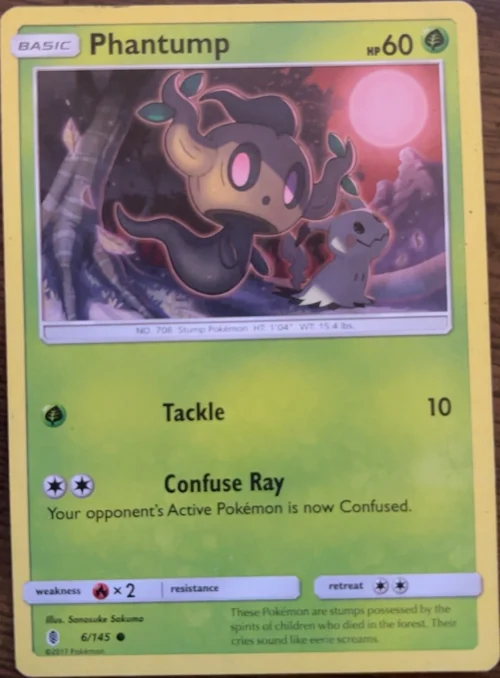 BASIC Phantump HP 60
NO. 708 Stump Pokémon HT: 1'04" WT: 15.4 lbs.
Tackle 10
Confuse Ray
Your opponent's Active Pokémon is now Confused.
weakness × 2 resistance retreat
Illus. Sanosuke Sakuma
6/145
©2017 Pokémon
These Pokémon are stumps possessed by the
spirits of children who died in the forest. Their
cries sound like eerie screams.